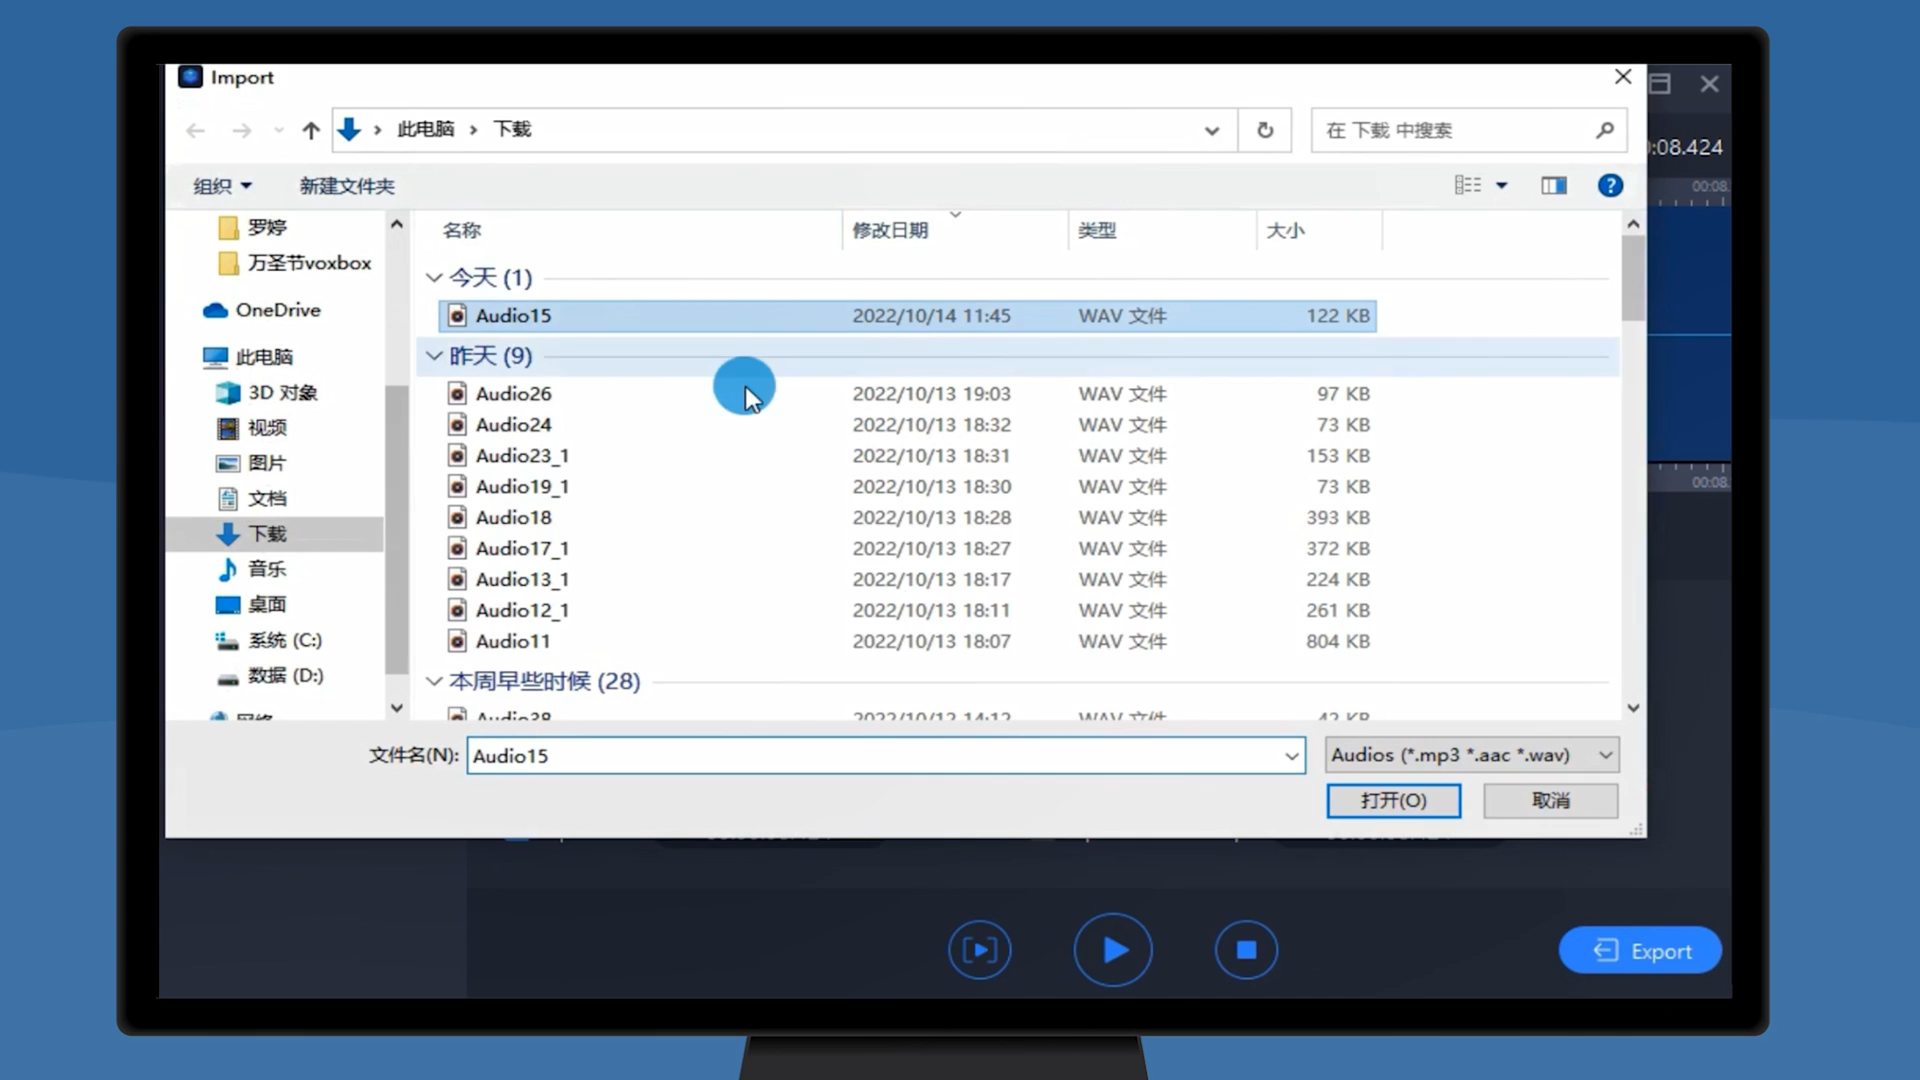 Import
此电脑 › 下载
在 下载 中搜索
:08.424
组织
新建文件夹
00:08.
名称 修改日期 类型 大小
罗婷
万圣节voxbox
OneDrive
此电脑
3D 对象
视频
图片
文档
下载
音乐
桌面
系统 (C:)
数据 (D:)
网络
今天 (1)
Audio15 2022/10/14 11:45 WAV 文件 122 KB
昨天 (9)
Audio26 2022/10/13 19:03 WAV 文件 97 KB
Audio24 2022/10/13 18:32 WAV 文件 73 KB
Audio23_1 2022/10/13 18:31 WAV 文件 153 KB
Audio19_1 2022/10/13 18:30 WAV 文件 73 KB
Audio18 2022/10/13 18:28 WAV 文件 393 KB
Audio17_1 2022/10/13 18:27 WAV 文件 372 KB
Audio13_1 2022/10/13 18:17 WAV 文件 224 KB
Audio12_1 2022/10/13 18:11 WAV 文件 261 KB
Audio11 2022/10/13 18:07 WAV 文件 804 KB
本周早些时候 (28)
Audio28 2022/10/12 14:12 WAV 文件 42 KB
00:08.
文件名(N): Audio15 Audios (*.mp3 *.aac *.wav)
打开(O) 取消
Export